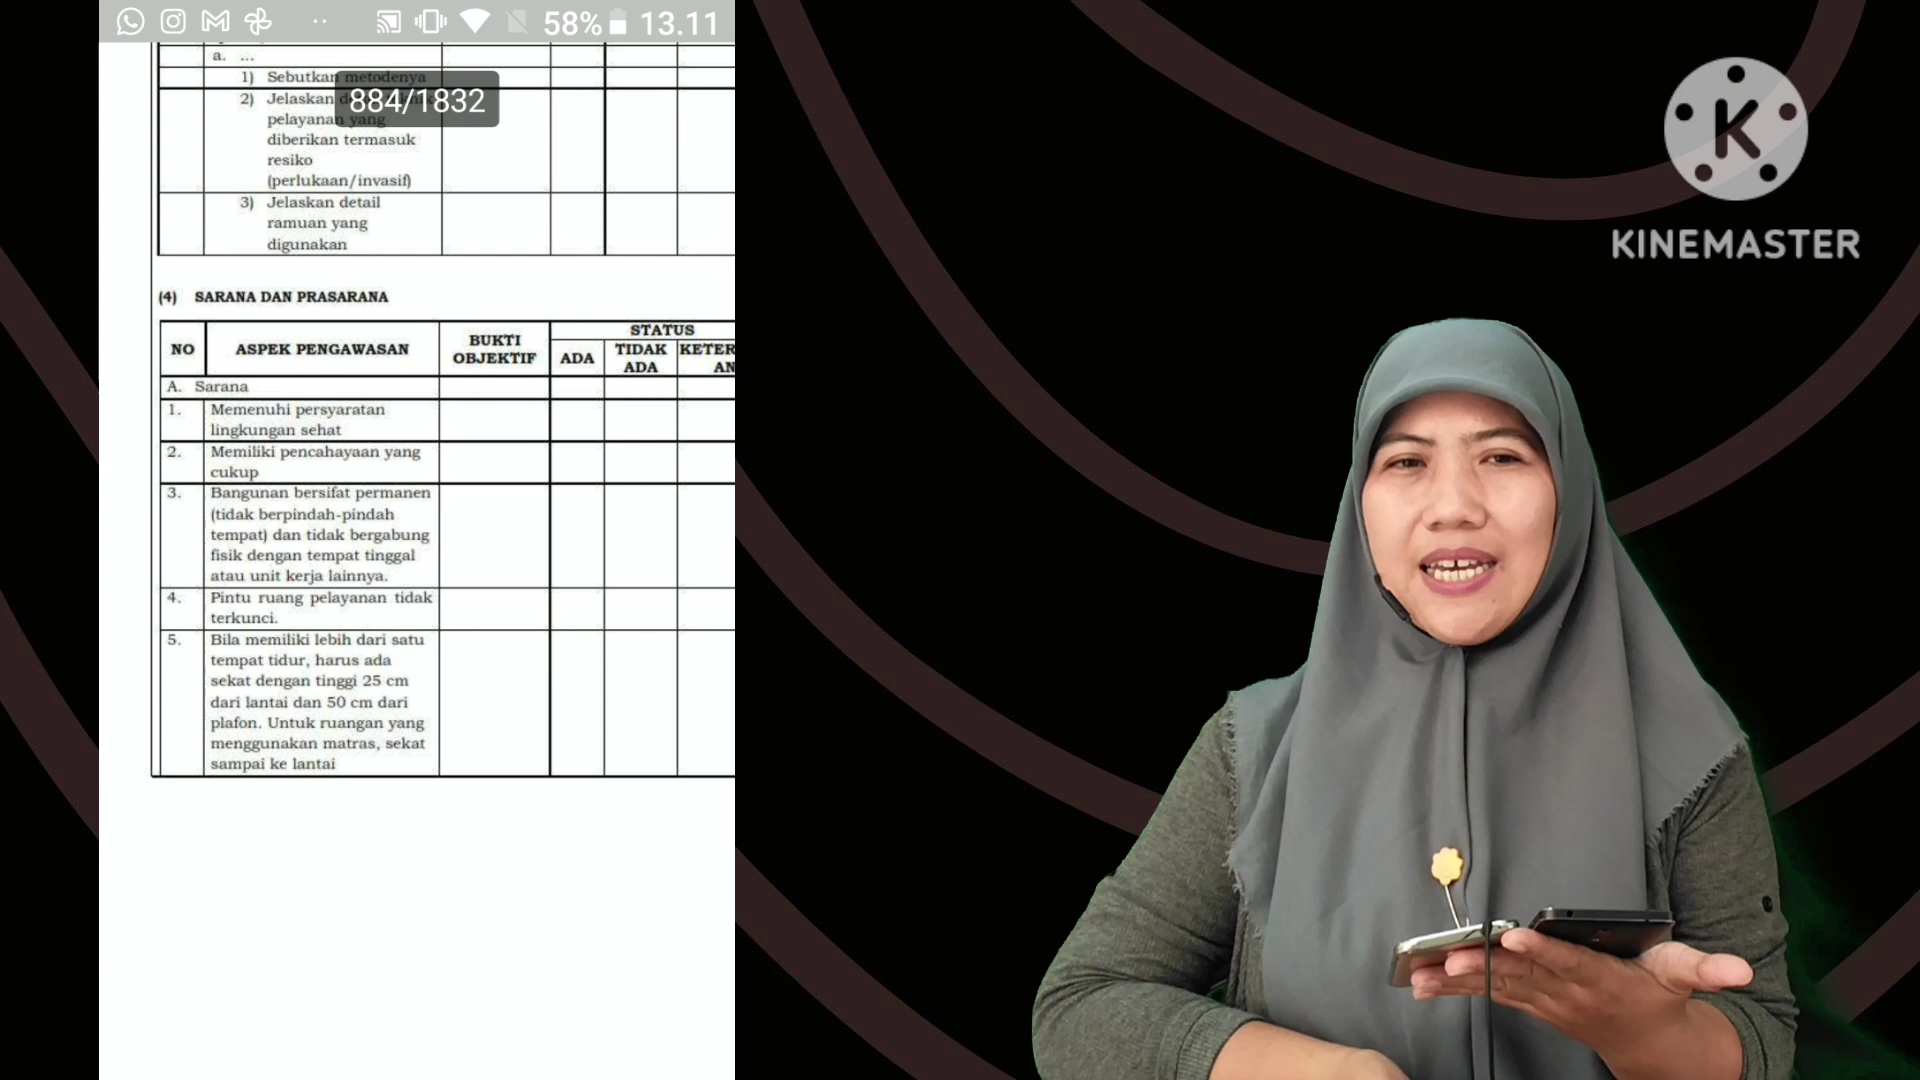 58% 13.11
a. ...
1) Sebutkan metodenya
884/1832
2) Jelaskan
pelayanan yang
diberikan termasuk
resiko
(perlukaan/invasif)
3) Jelaskan detail
ramuan yang
digunakan
(4) SARANA DAN PRASARANA
NO ASPEK PENGAWASAN BUKTI OBJEKTIF STATUS
ADA TIDAK ADA KETER AN
A. Sarana
1. Memenuhi persyaratan
lingkungan sehat
2. Memiliki pencahayaan yang
cukup
3. Bangunan bersifat permanen
(tidak berpindah-pindah
tempat) dan tidak bergabung
fisik dengan tempat tinggal
atau unit kerja lainnya.
4. Pintu ruang pelayanan tidak
terkunci.
5. Bila memiliki lebih dari satu
tempat tidur, harus ada
sekat dengan tinggi 25 cm
dari lantai dan 50 cm dari
plafon. Untuk ruangan yang
menggunakan matras, sekat
sampai ke lantai
K
KINEMASTER